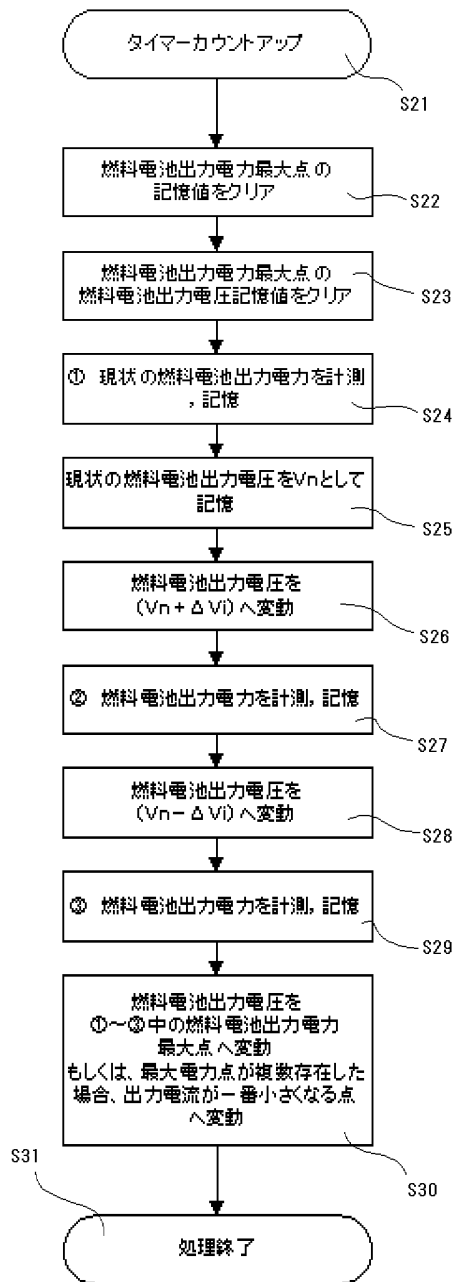 タイマーカウントアップ
S21
燃料電池出力電力最大点の
記憶値をクリア
S22
燃料電池出力電力最大点の
燃料電池出力電圧記憶値をクリア
S23
① 現状の燃料電池出力電力を計測
，記憶
S24
現状の燃料電池出力電圧をVnとして
記憶
S25
燃料電池出力電圧を
（Vn＋ΔVi）へ変動
S26
② 燃料電池出力電力を計測，記憶
S27
燃料電池出力電圧を
（Vn－ΔVi）へ変動
S28
③ 燃料電池出力電力を計測，記憶
S29
燃料電池出力電圧を
①～③中の燃料電池出力電力
最大点へ変動
もしくは、最大電力点が複数存在した
場合、出力電流が一番小さくなる点
へ変動
S30
S31
処理終了